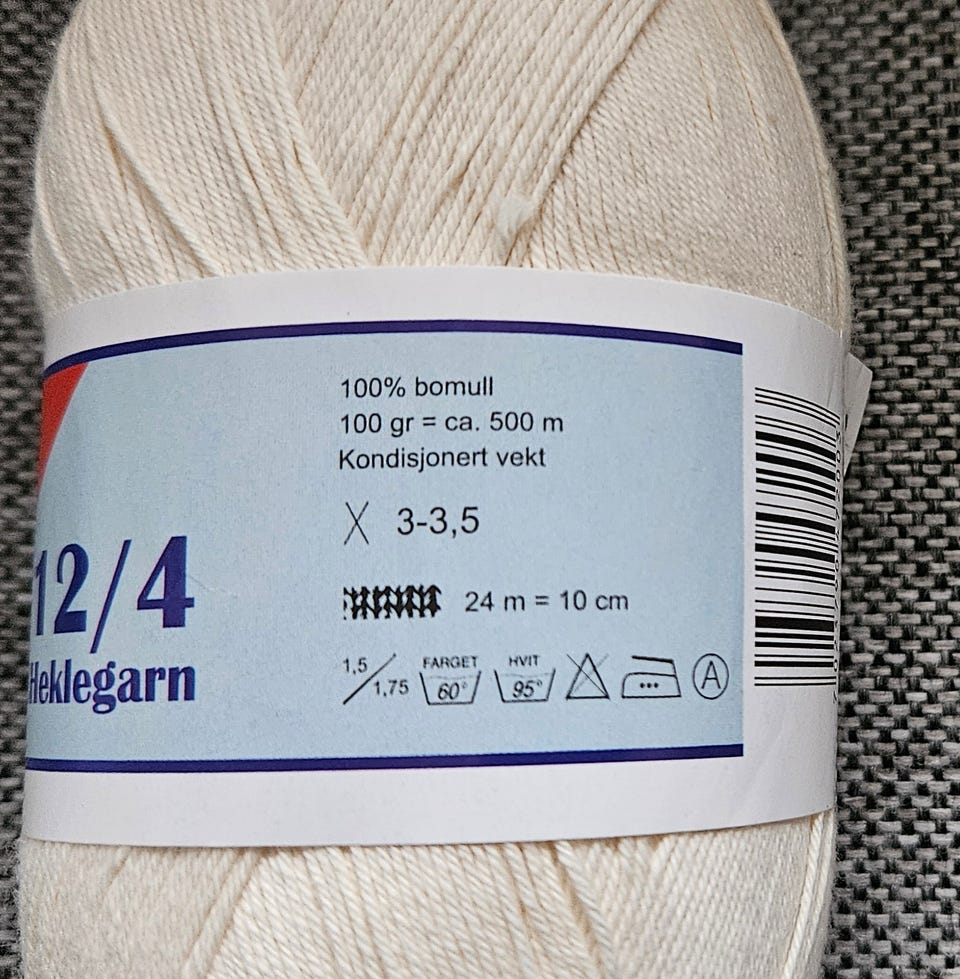 100% bomull
100 gr = ca. 500 m
Kondisjonert vekt
3-3,5
12/4
24 m = 10 cm
Heklegarn
1,5/1,75 FARGET 60° HVIT 95° A